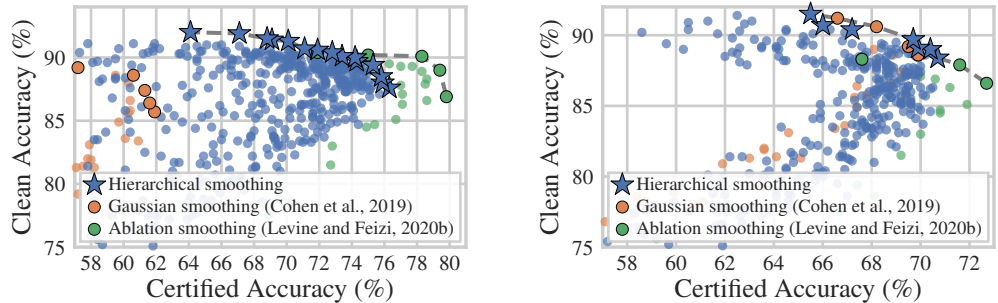 Clean Accuracy (%)
90
85
80
75
58 60 62 64 66 68 70 72 74 76 78 80
Certified Accuracy (%)
Hierarchical smoothing
Gaussian smoothing (Cohen et al., 2019)
Ablation smoothing (Levine and Feizi, 2020b)
Clean Accuracy (%)
90
85
80
75
58 60 62 64 66 68 70 72
Certified Accuracy (%)
Hierarchical smoothing
Gaussian smoothing (Cohen et al., 2019)
Ablation smoothing (Levine and Feizi, 2020b)